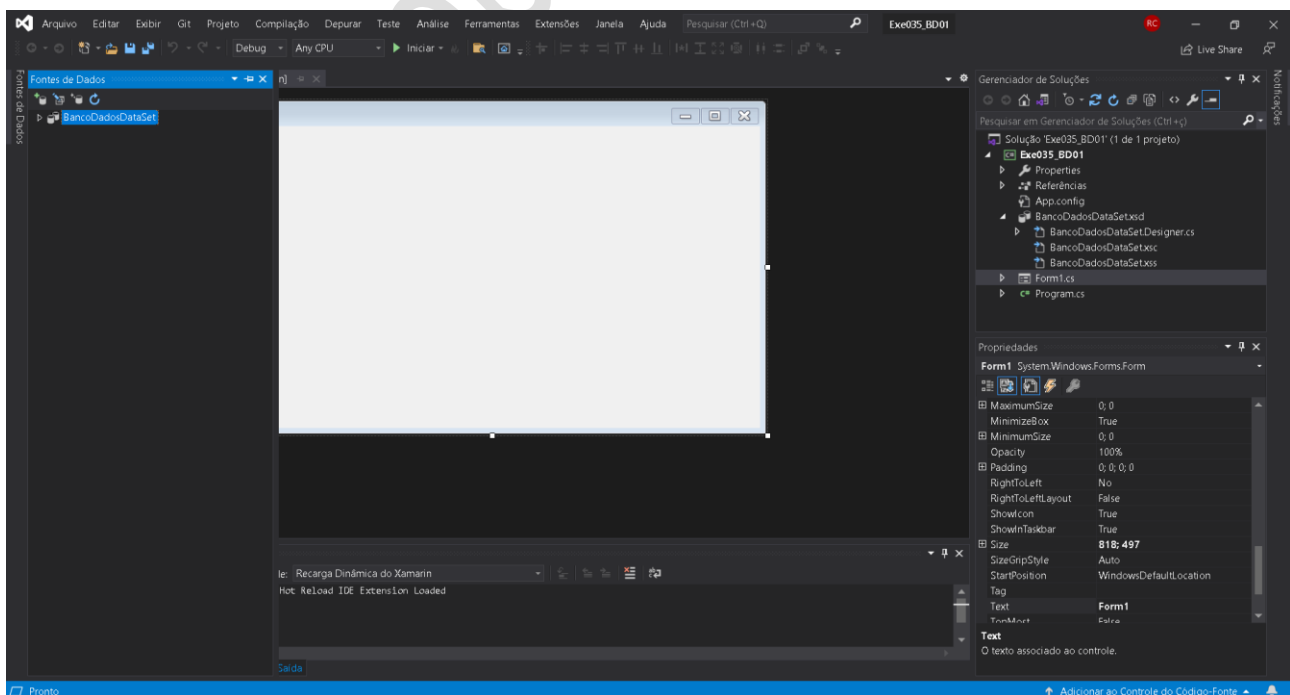 Arquivo Editar Exibir Git Projeto Compilação Depurar Teste Análise Ferramentas Extensões Janela Ajuda Pesquisar (Ctrl+Q) Exe035_BD01 RC
Debug Any CPU Iniciar Live Share
Fontes de Dados
Fontes de Dados
BancoDadosDataSet
n]
Gerenciador de Soluções
Pesquisar em Gerenciador de Soluções (Ctrl+ç)
Solução 'Exe035_BD01' (1 de 1 projeto)
Exe035_BD01
Properties
Referências
App.config
BancoDadosDataSet.xsd
BancoDadosDataSet.Designer.cs
BancoDadosDataSet.xsc
BancoDadosDataSet.xss
Form1.cs
C# Program.cs
Notificações
Propriedades
Form1 System.Windows.Forms.Form
MaximumSize 0; 0
MinimizeBox True
MinimumSize 0; 0
Opacity 100%
Padding 0; 0; 0; 0
RightToLeft No
RightToLeftLayout False
ShowIcon True
ShowInTaskbar True
Size 818; 497
SizeGripStyle Auto
StartPosition WindowsDefaultLocation
Tag
Text Form1
TopMost False
Text
O texto associado ao controle.
le: Recarga Dinâmica do Xamarin
Hot Reload IDE Extension Loaded
Saída
Pronto Adicionar ao Controle do Código-Fonte